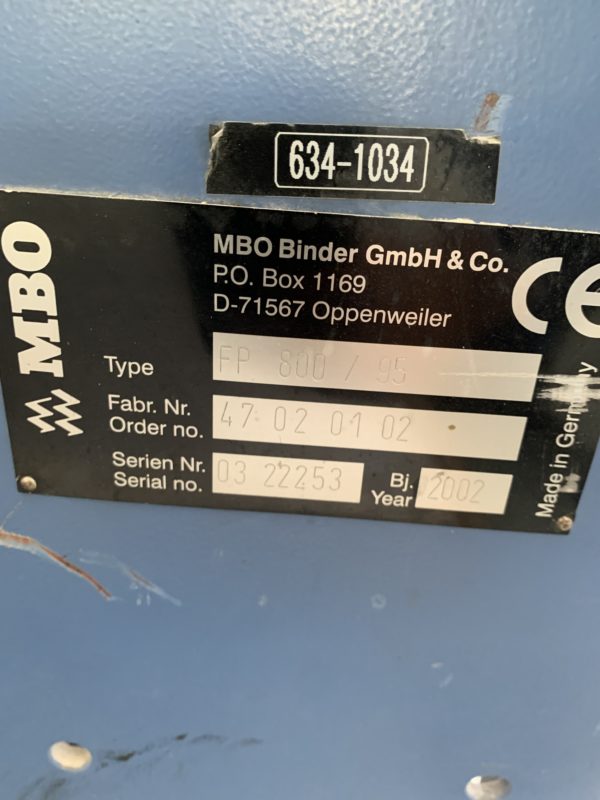 634-1034
MBO
MBO Binder GmbH & Co.
P.O. Box 1169
D-71567 Oppenweiler
CE
Type FP 800 / 95
Fabr. Nr.
Order no. 47 02 01 02
Serien Nr.
Serial no. 03 22253
Bj.
Year 2002
Made in Germany